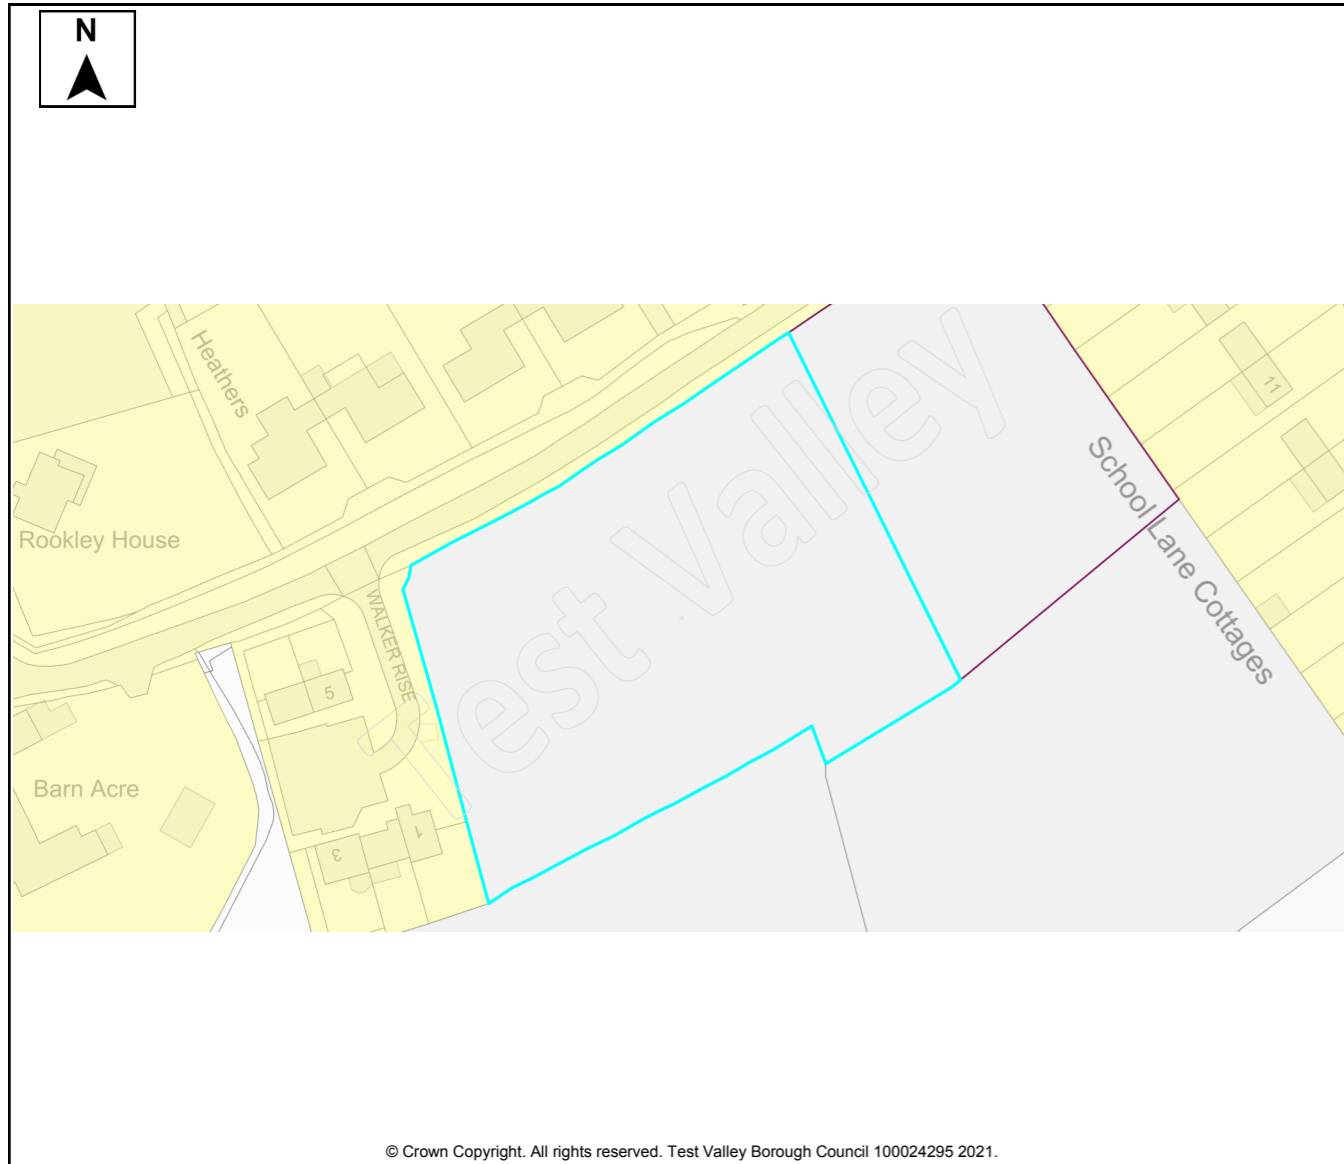 N
Heathers
11
School Lane Cottages
Rookley House
WALKER RISE
5
Test Valley
Barn Acre
1
3
© Crown Copyright. All rights reserved. Test Valley Borough Council 100024295 2021.